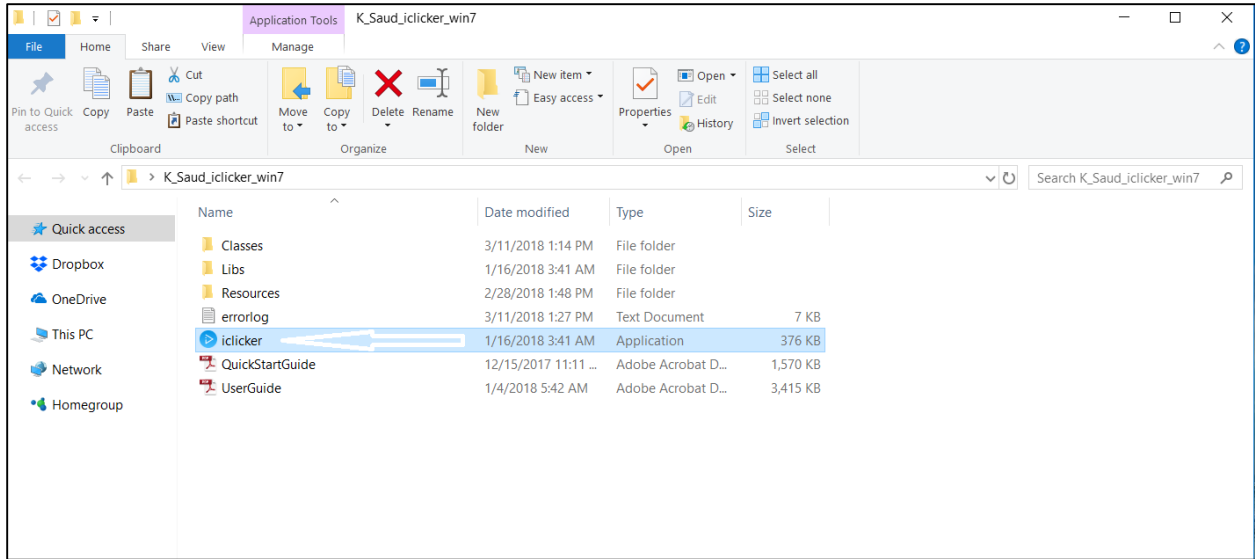 Application Tools K_Saud_iclicker_win7
File Home Share View Manage
Pin to Quick access
Copy
Paste
Cut
Copy path
Paste shortcut
Clipboard
Move to
Copy to
Delete
Rename
Organize
New folder
New item
Easy access
New
Properties
Open
Edit
History
Open
Select all
Select none
Invert selection
Select
K_Saud_iclicker_win7
Search K_Saud_iclicker_win7
Quick access
Dropbox
OneDrive
This PC
Network
Homegroup
Name Date modified Type Size
Classes 3/11/2018 1:14 PM File folder
Libs 1/16/2018 3:41 AM File folder
Resources 2/28/2018 1:48 PM File folder
errorlog 3/11/2018 1:27 PM Text Document 7 KB
iclicker 1/16/2018 3:41 AM Application 376 KB
QuickStartGuide 12/15/2017 11:11 ... Adobe Acrobat D... 1,570 KB
UserGuide 1/4/2018 5:42 AM Adobe Acrobat D... 3,415 KB